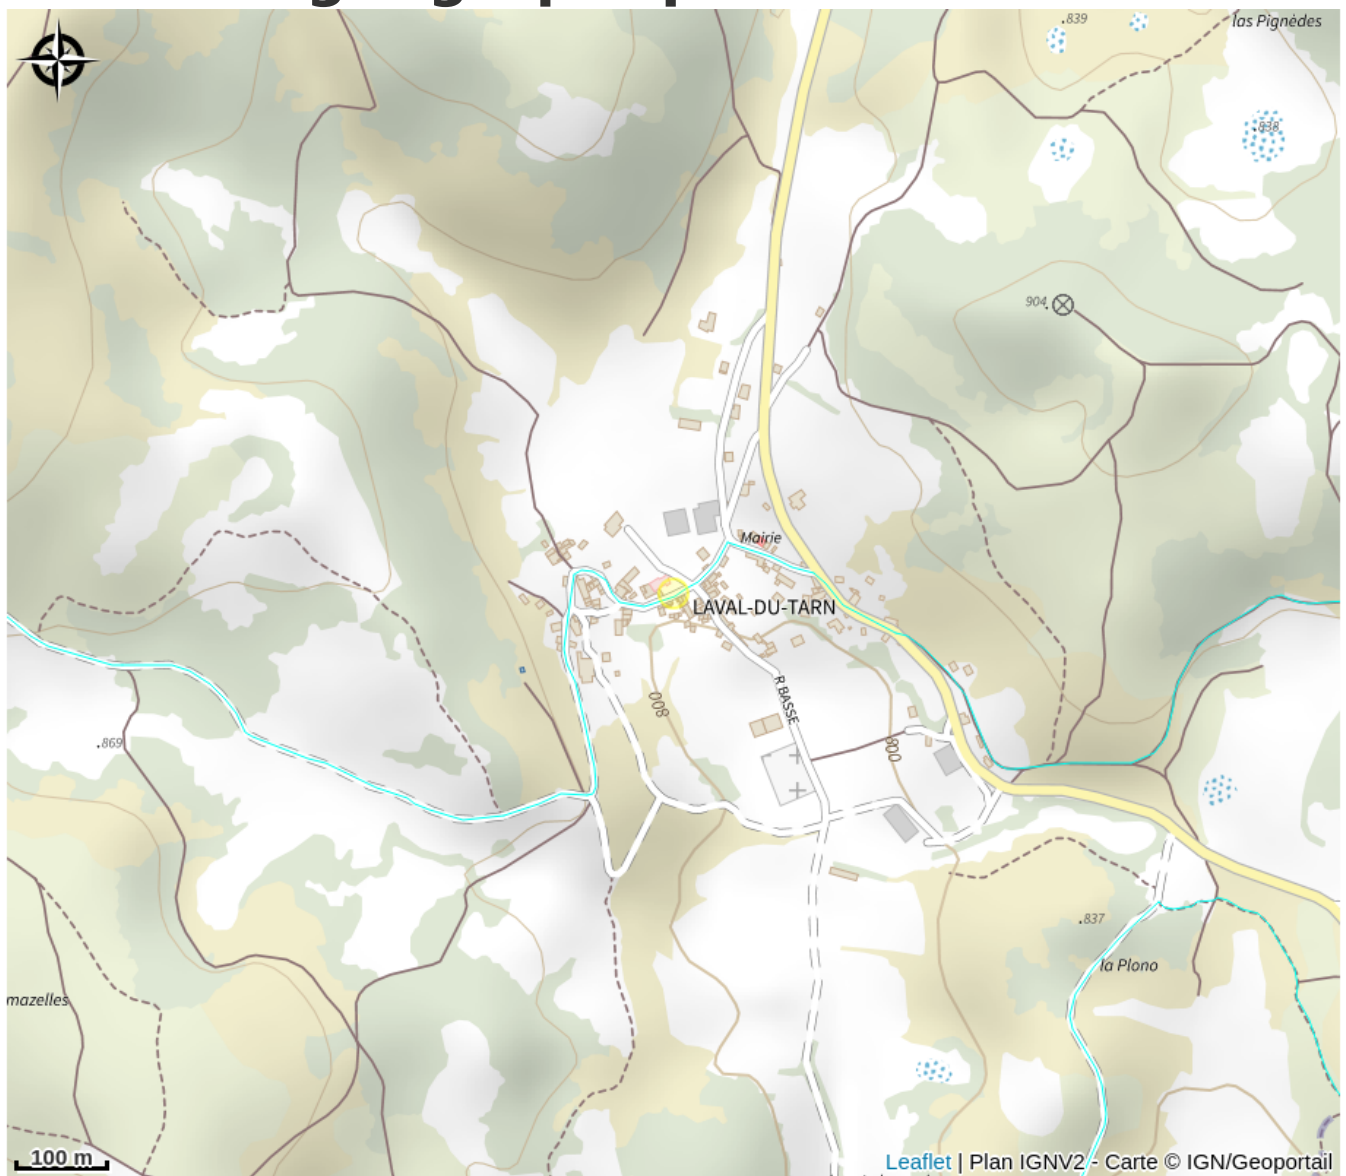 839
las Pignèdes
838
904
Mairie
LAVAL-DU-TARN
R BASSE
800
800
869
837
la Plono
mazelles
100 m
Leaflet | Plan IGNV2 - Carte © IGN/Geoportail